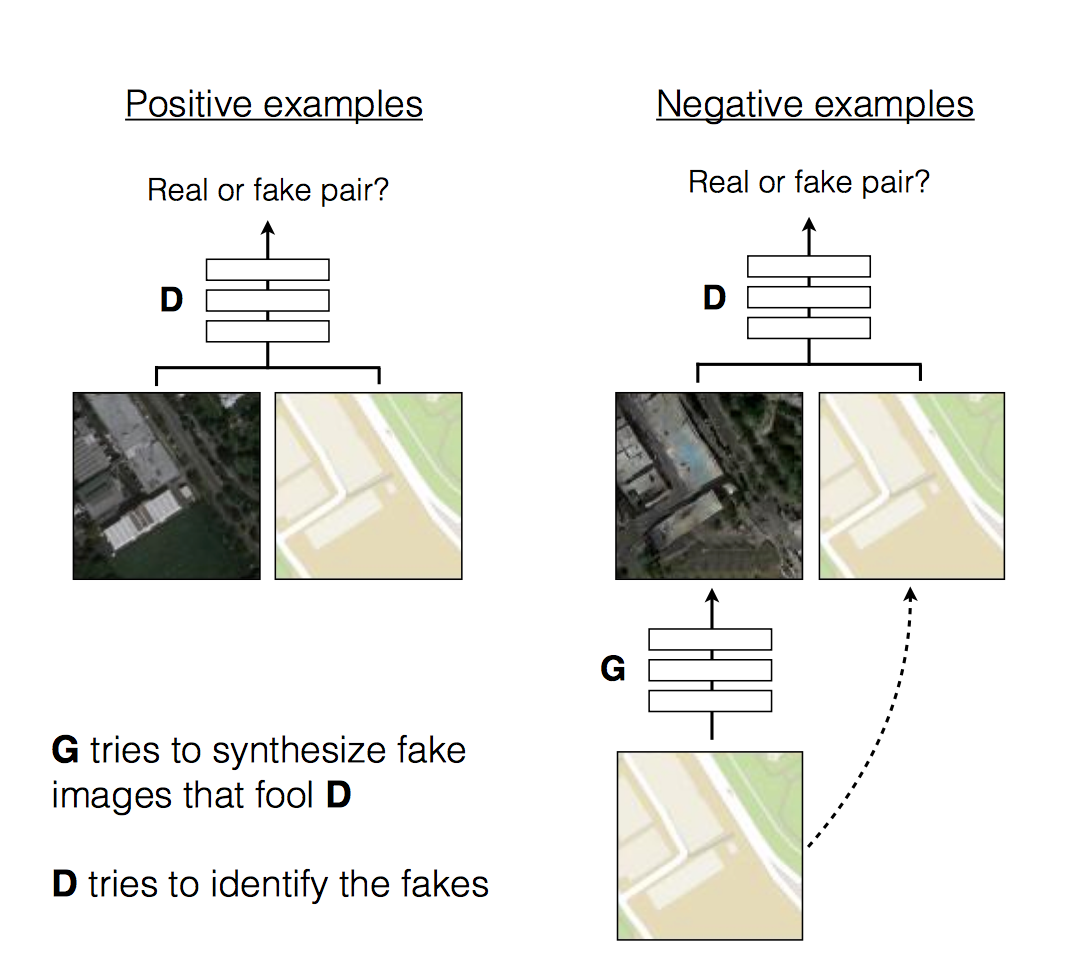 Positive examples
Real or fake pair?
D
Negative examples
Real or fake pair?
D
G
G tries to synthesize fake
images that fool D
D tries to identify the fakes